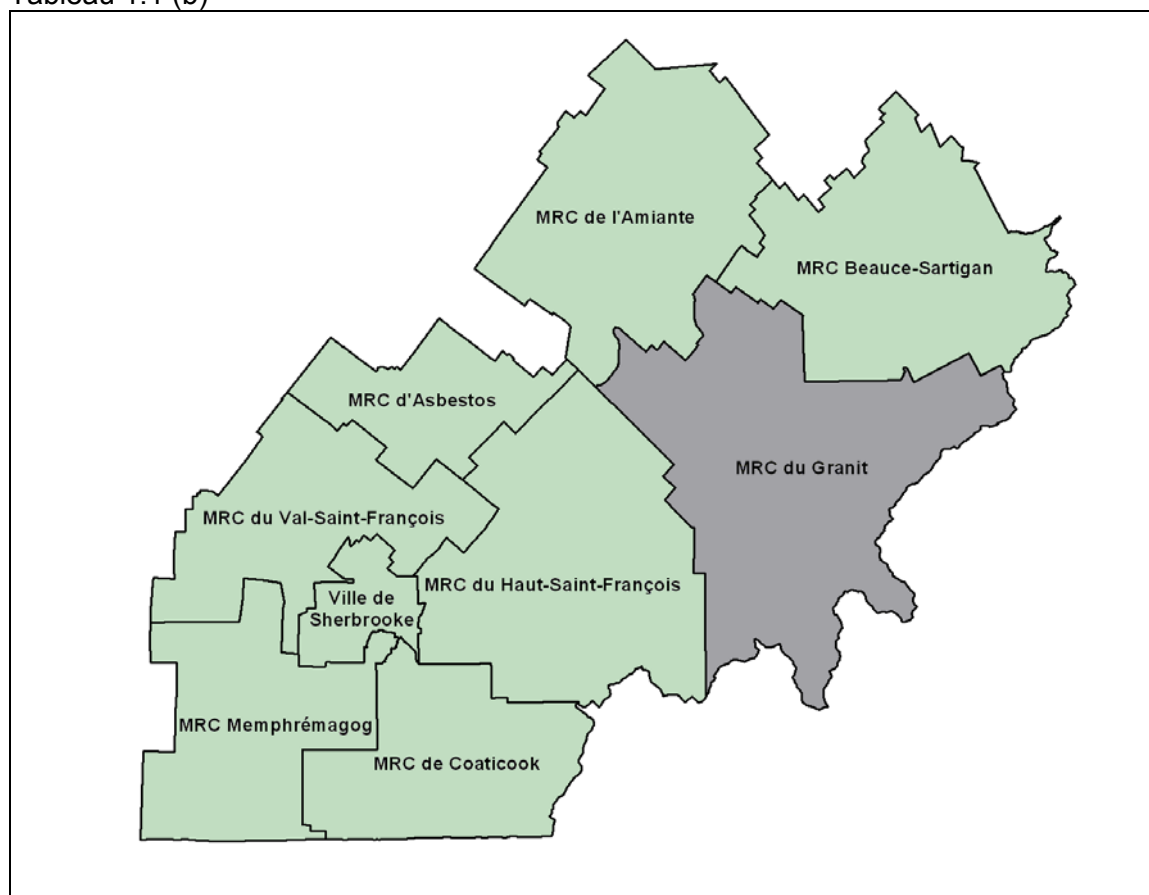 Tableau 1.1 (b)
MRC de l'Amiante
MRC Beauce-Sartigan
MRC d'Asbestos
MRC du Granit
MRC du Val-Saint-François
MRC du Haut-Saint-François
Ville de
Sherbrooke
MRC Memphrémagog
MRC de Coaticook